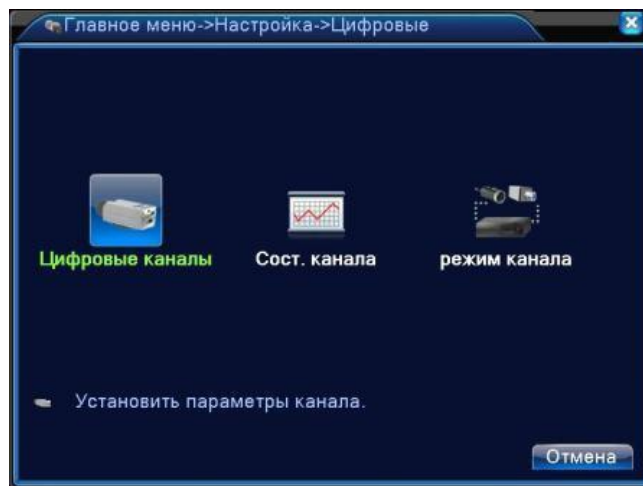 Главное меню->Настройка->Цифровые
Цифровые каналы Сост. канала режим канала
Установить параметры канала.
Отмена